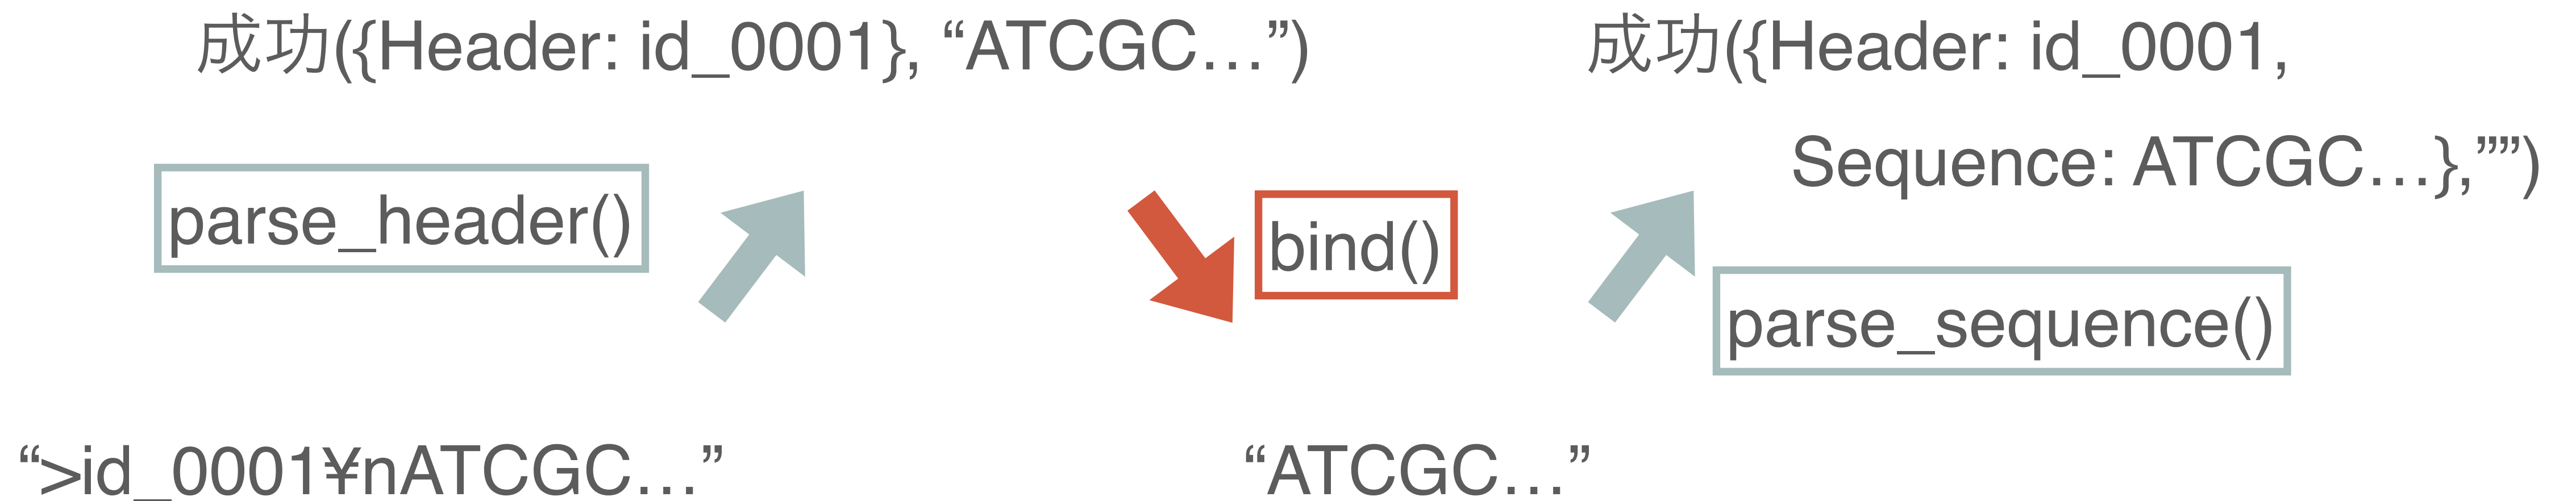 成功({Header: id_0001}, “ATCGC…”)
成功({Header: id_0001,
Sequence: ATCGC…},””)
parse_header()
bind()
parse_sequence()
“>id_0001¥nATCGC…”
“ATCGC…”